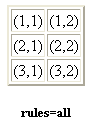 (1,1) (1,2)
(2,1) (2,2)
(3,1) (3,2)
rules=all